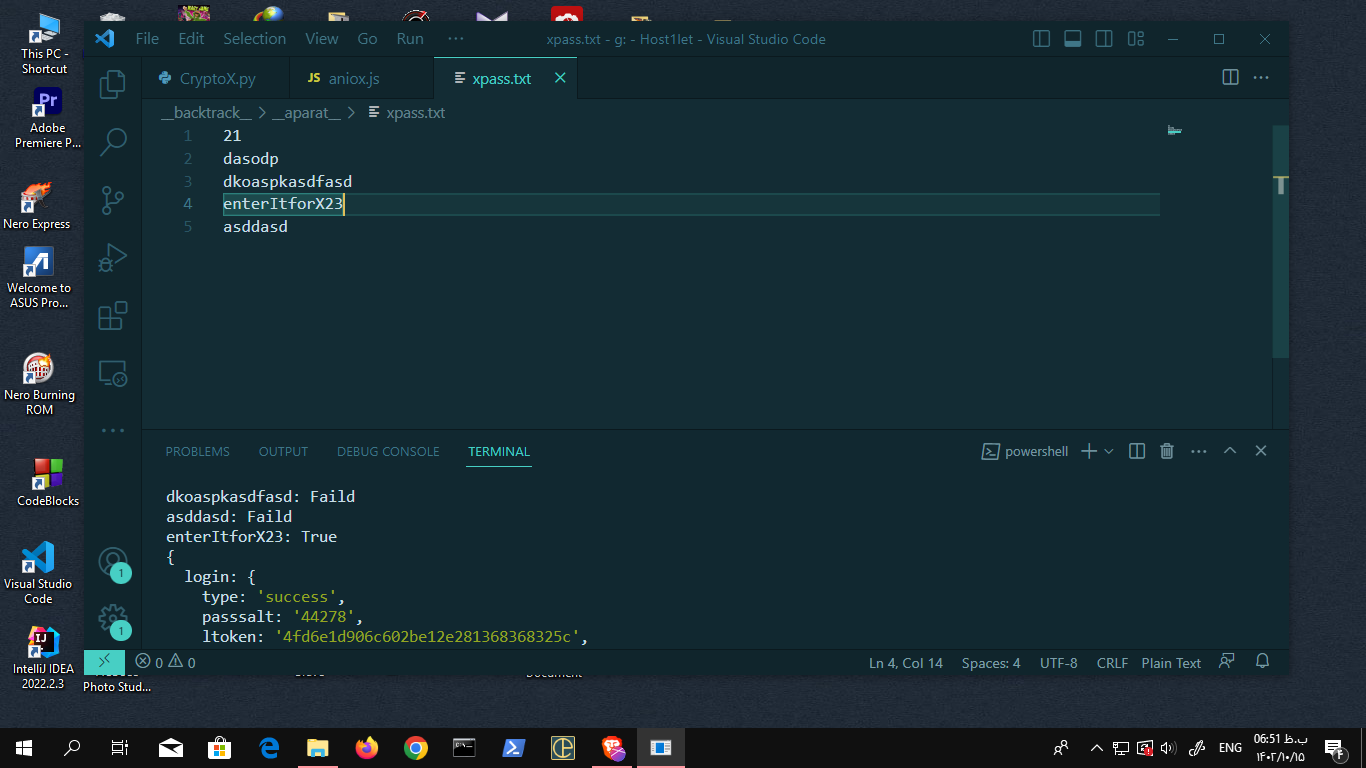 This PC -
Shortcut
Adobe
Premiere P...
Nero Express
Welcome to
ASUS Pro...
Nero Burning
ROM
CodeBlocks
Visual Studio
Code
IntelliJ IDEA
2022.2.3
Photo Stud...
File Edit Selection View Go Run ···
xpass.txt - g: - Host1let - Visual Studio Code
CryptoX.py
JS aniox.js
xpass.txt
__backtrack__ > __aparat__ > xpass.txt
1 21
2 dasodp
3 dkoaspkasdfasd
4 enterItforX23
5 asddasd
PROBLEMS OUTPUT DEBUG CONSOLE TERMINAL
powershell
dkoaspkasdfasd: Faild
asddasd: Faild
enterItforX23: True
{
login: {
type: 'success',
passsalt: '44278',
ltoken: '4fd6e1d906c602be12e281368368325c',
1
1
0 0
Ln 4, Col 14 Spaces: 4 UTF-8 CRLF Plain Text
ENG
06:51 ب.ظ
۱۴۰۲/۱۰/۱۵
4